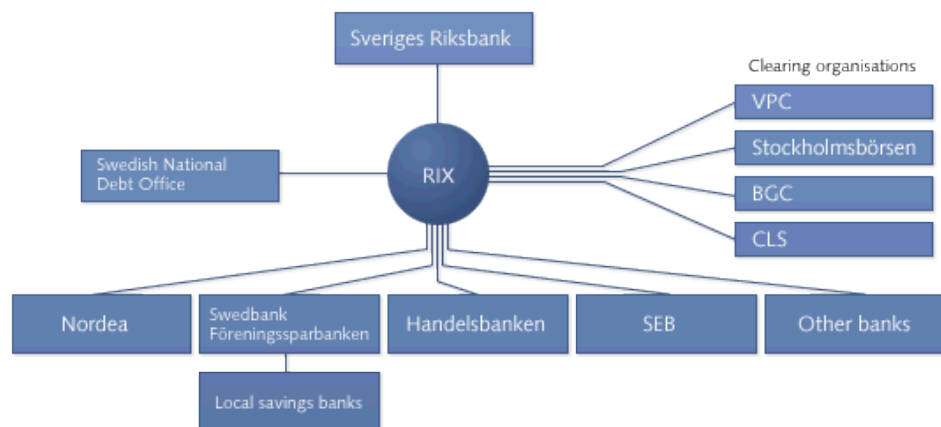 Sveriges Riksbank
Clearing organisations
VPC
Stockholmsbörsen
BGC
CLS
Swedish National
Debt Office
RIX
Nordea
Swedbank
Föreningssparbanken
Handelsbanken
SEB
Other banks
Local savings banks